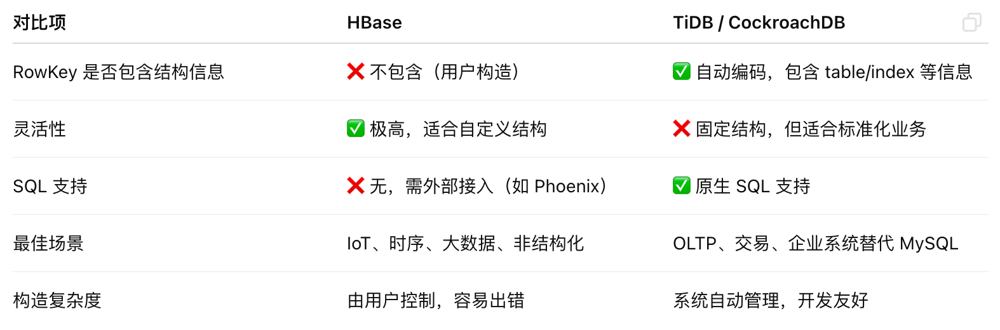 对比项 HBase TiDB / CockroachDB
RowKey 是否包含结构信息 ❌ 不包含（用户构造） ✅ 自动编码，包含 table/index 等信息
灵活性 ✅ 极高，适合自定义结构 ❌ 固定结构，但适合标准化业务
SQL 支持 ❌ 无，需外部接入（如 Phoenix） ✅ 原生 SQL 支持
最佳场景 IoT、时序、大数据、非结构化 OLTP、交易、企业系统替代 MySQL
构造复杂度 由用户控制，容易出错 系统自动管理，开发友好